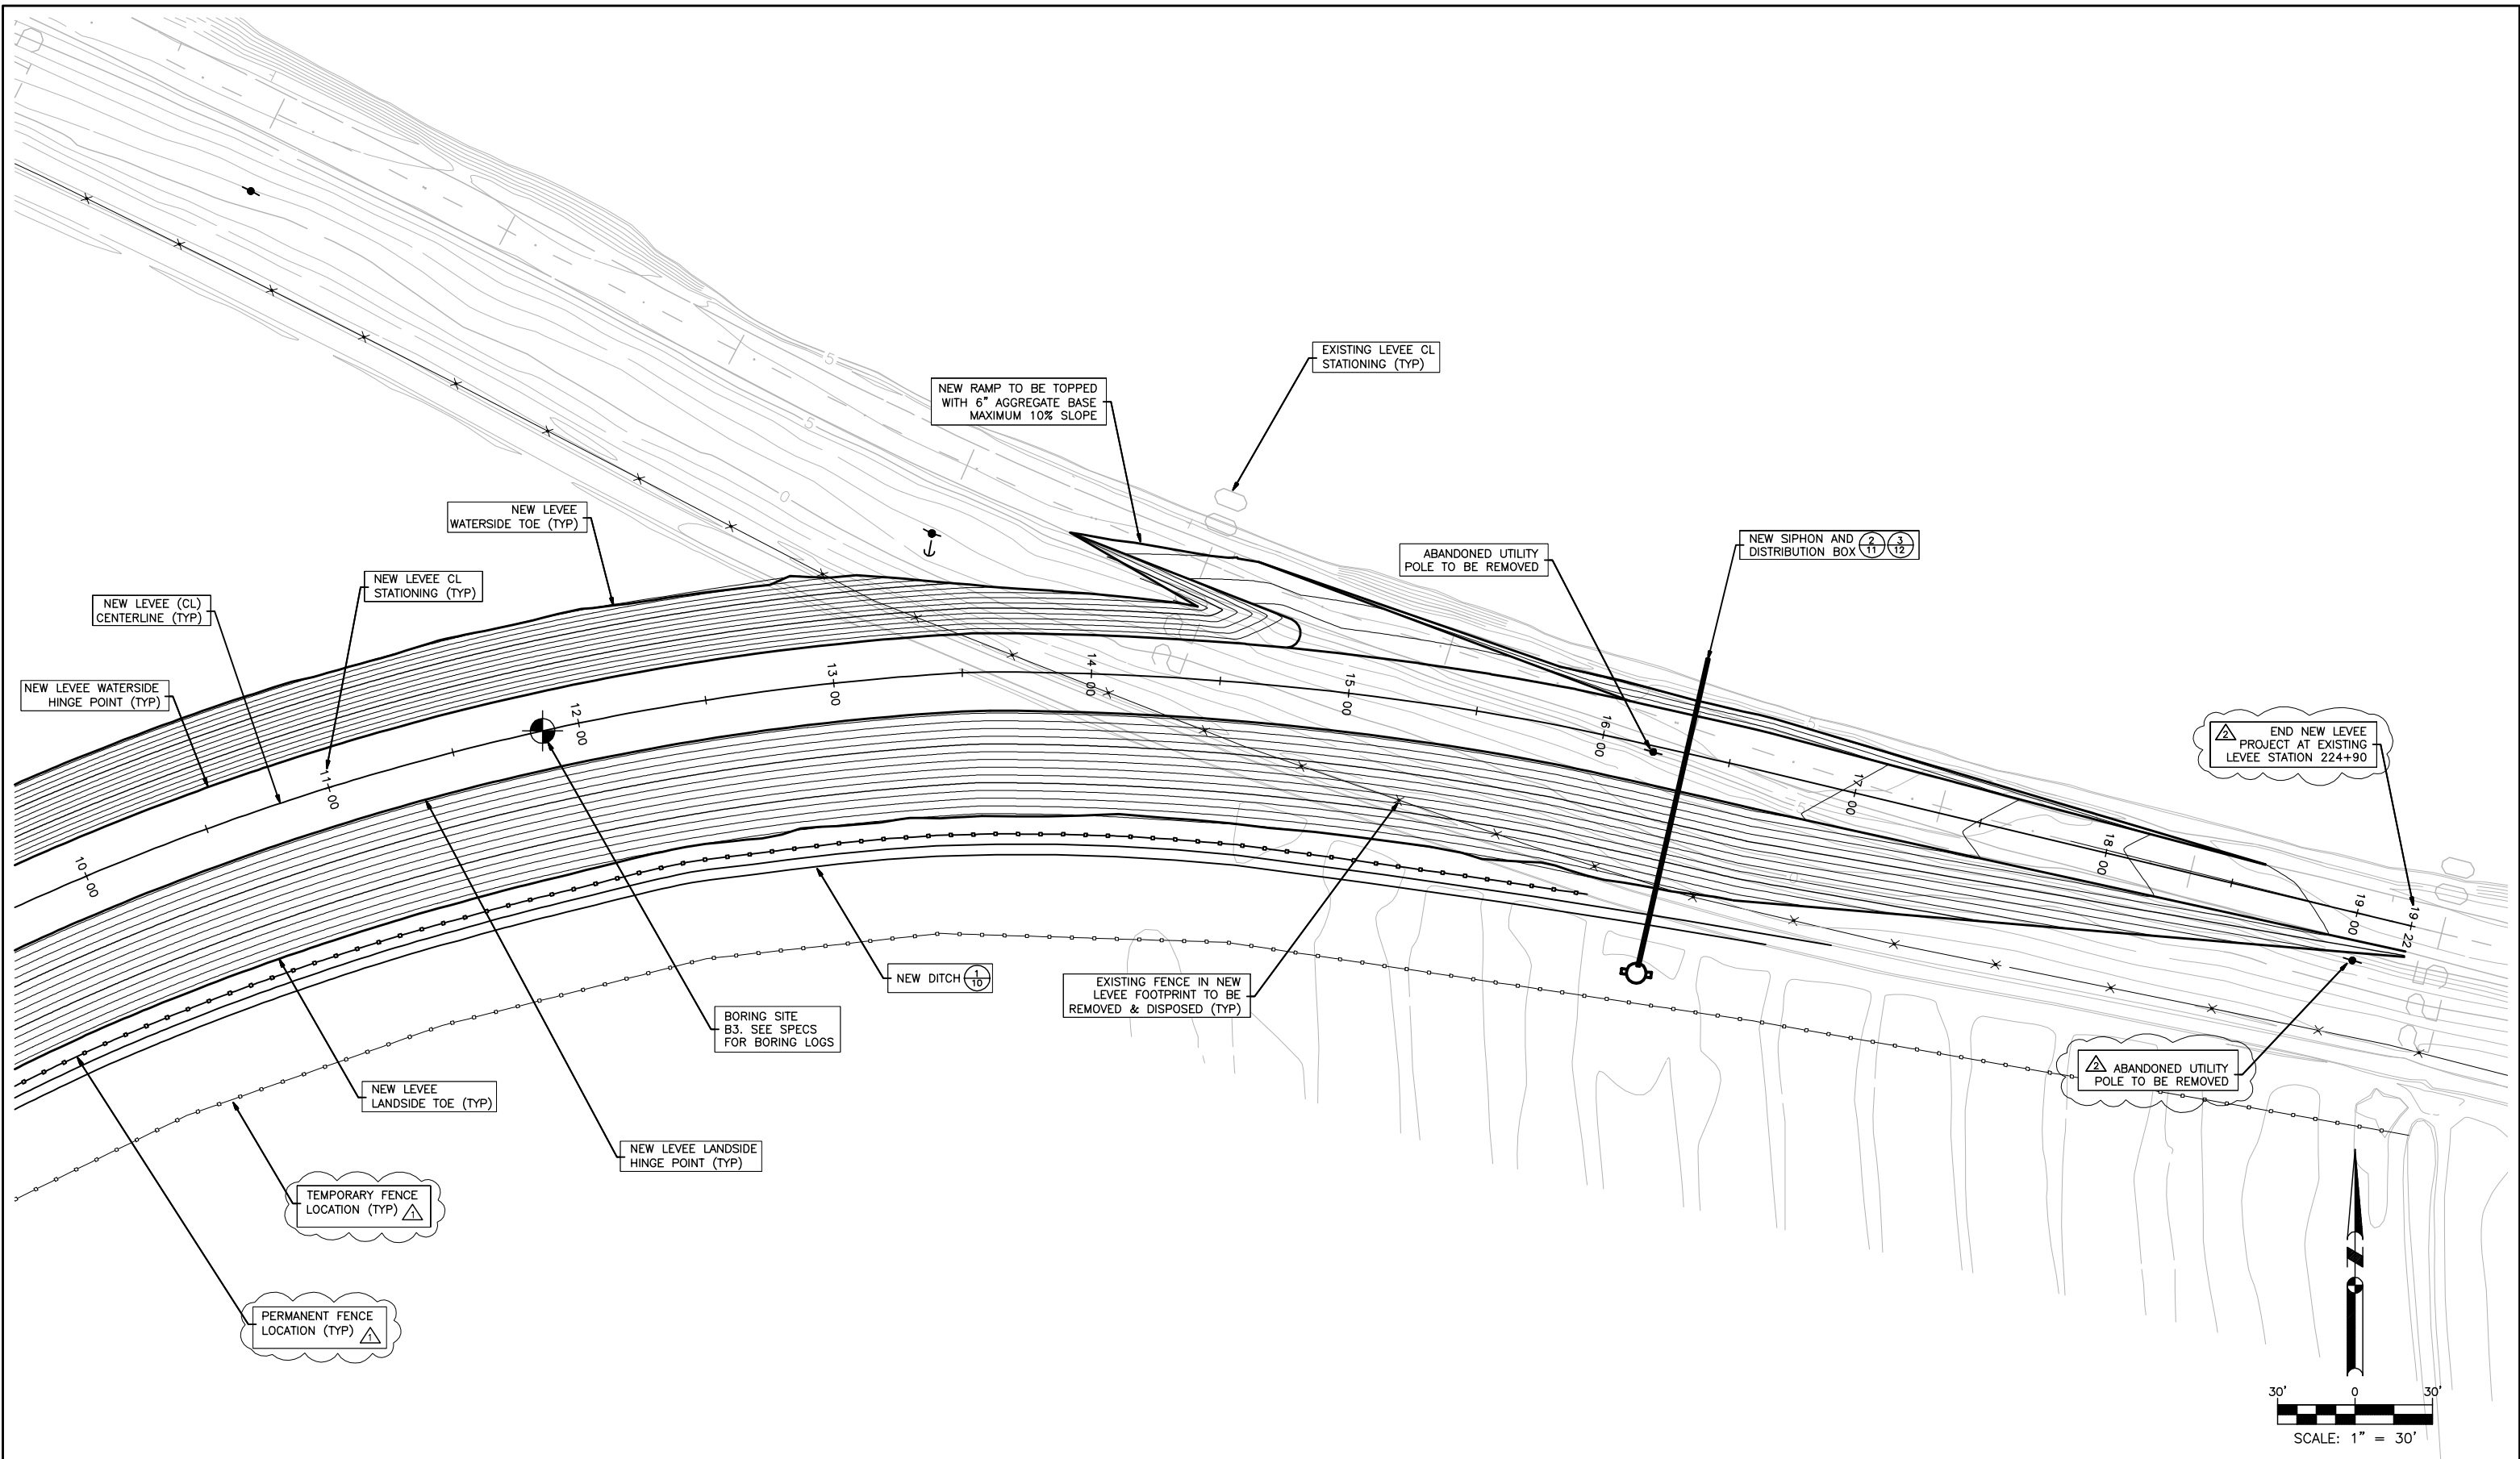 EXISTING LEVEE CL
STATIONING (TYP)
NEW RAMP TO BE TOPPED
WITH 6" AGGREGATE BASE
MAXIMUM 10% SLOPE
5
5
0
NEW LEVEE
WATERSIDE TOE (TYP)
NEW LEVEE CL
STATIONING (TYP)
NEW LEVEE (CL)
CENTERLINE (TYP)
NEW LEVEE WATERSIDE
HINGE POINT (TYP)
ABANDONED UTILITY
POLE TO BE REMOVED
NEW SIPHON AND
DISTRIBUTION BOX
2
11
3
12
2
END NEW LEVEE
PROJECT AT EXISTING
LEVEE STATION 224+90
10+00
11+00
12+00
13+00
14+00
15+00
16+00
17+00
18+00
19+00
19+22
5
5
0
NEW DITCH
1
10
EXISTING FENCE IN NEW
LEVEE FOOTPRINT TO BE
REMOVED & DISPOSED (TYP)
BORING SITE
B3. SEE SPECS
FOR BORING LOGS
2
ABANDONED UTILITY
POLE TO BE REMOVED
NEW LEVEE
LANDSIDE TOE (TYP)
NEW LEVEE LANDSIDE
HINGE POINT (TYP)
TEMPORARY FENCE
LOCATION (TYP)
1
PERMANENT FENCE
LOCATION (TYP)
1
N
30' 0 30'
SCALE: 1" = 30'